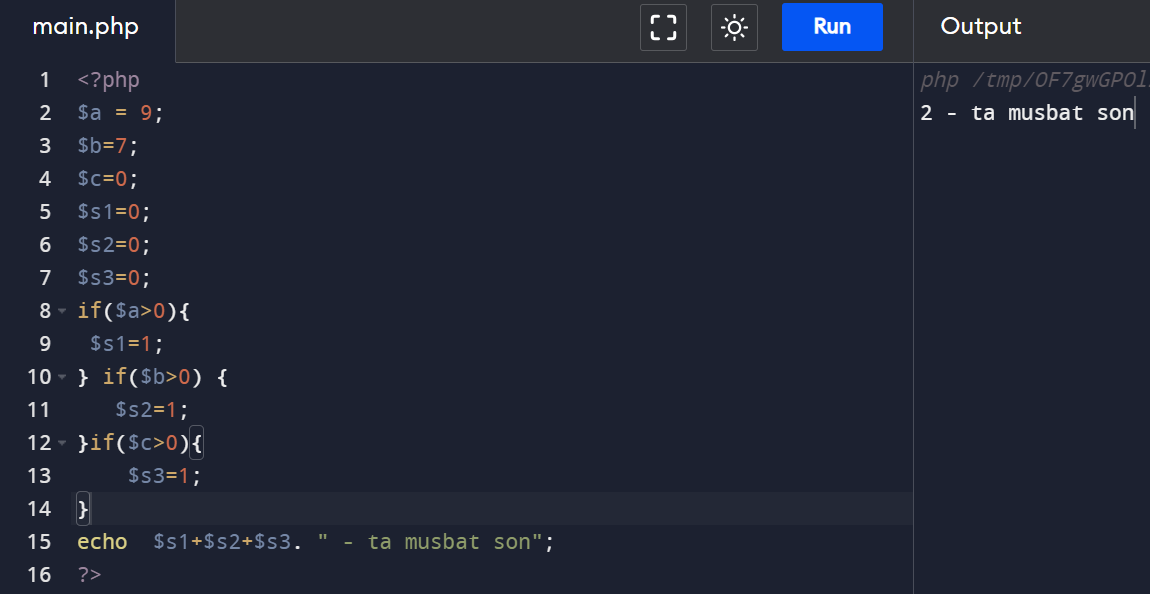 main.php
Run
Output
1 <?php
2 $a = 9;
3 $b=7;
4 $c=0;
5 $s1=0;
6 $s2=0;
7 $s3=0;
8 if($a>0){
9 $s1=1;
10 } if($b>0) {
11 $s2=1;
12 }if($c>0){
13 $s3=1;
14 }
15 echo  $s1+$s2+$s3. " - ta musbat son";
16 ?>
php
2 - ta musbat son